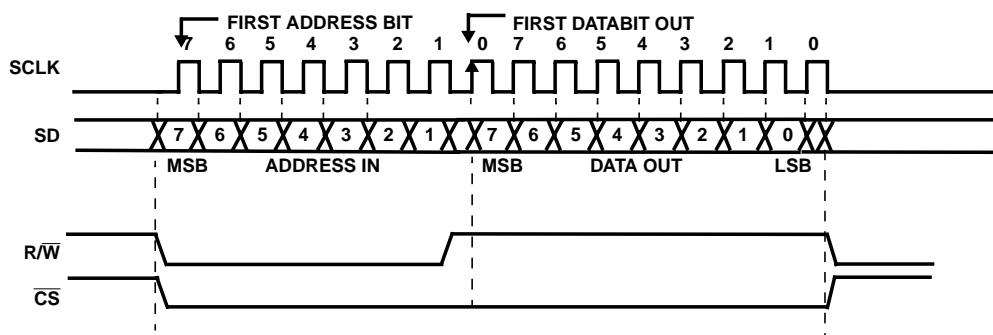 FIRST ADDRESS BIT FIRST DATABIT OUT
7 6 5 4 3 2 1 0 7 6 5 4 3 2 1 0
SCLK
SD 7 6 5 4 3 2 1 7 6 5 4 3 2 1 0
MSB ADDRESS IN MSB DATA OUT LSB
R/W̅
C̅S̅